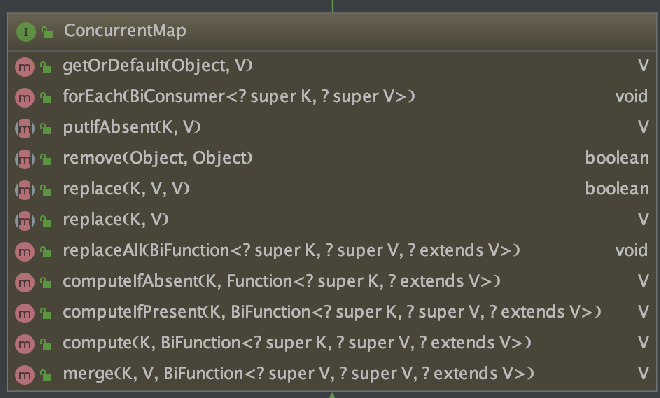 I ConcurrentMap
m getOrDefault(Object, V) V
m forEach(BiConsumer<? super K, ? super V>) void
m putIfAbsent(K, V) V
m remove(Object, Object) boolean
m replace(K, V, V) boolean
m replace(K, V) V
m replaceAll(BiFunction<? super K, ? super V, ? extends V>) void
m computeIfAbsent(K, Function<? super K, ? extends V>) V
m computeIfPresent(K, BiFunction<? super K, ? super V, ? extends V>) V
m compute(K, BiFunction<? super K, ? super V, ? extends V>) V
m merge(K, V, BiFunction<? super V, ? super V, ? extends V>) V